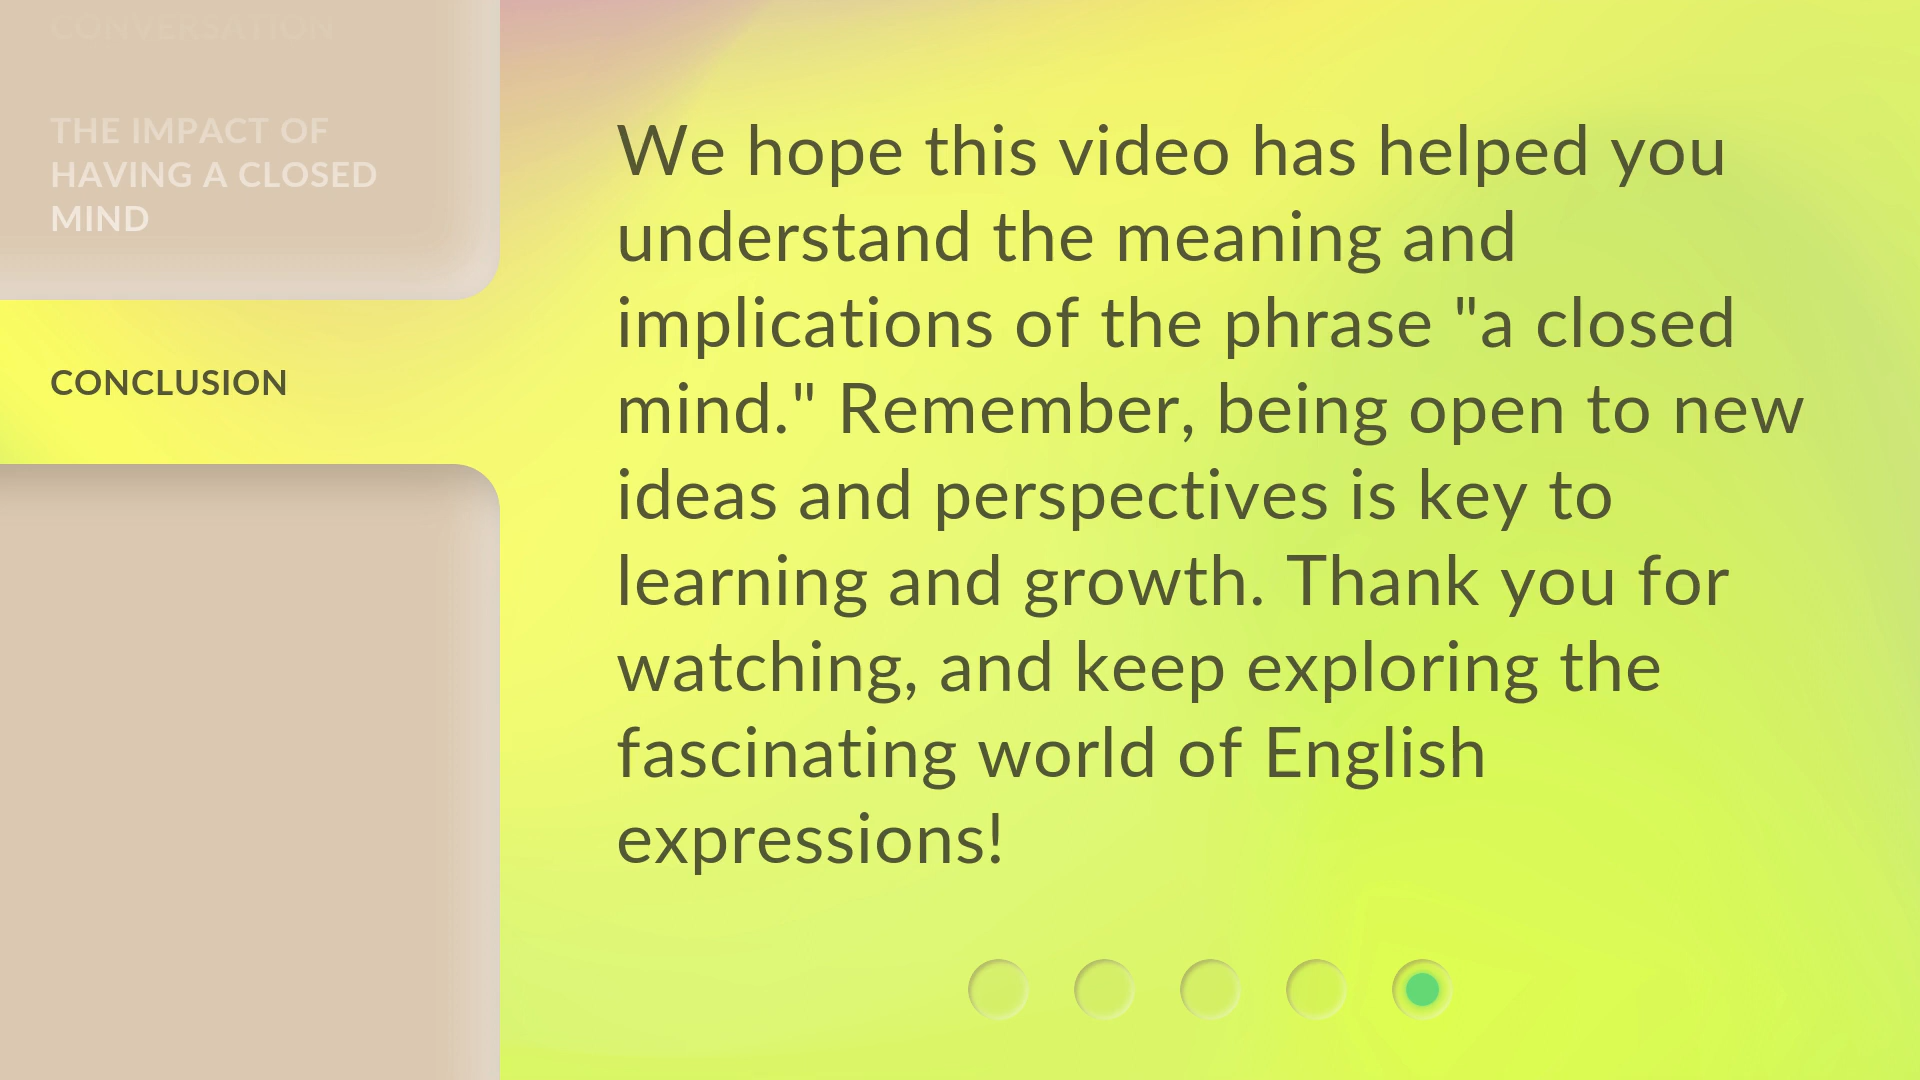 CONVERSATION
THE IMPACT OF
HAVING A CLOSED
MIND
CONCLUSION
We hope this video has helped you
understand the meaning and
implications of the phrase "a closed
mind." Remember, being open to new
ideas and perspectives is key to
learning and growth. Thank you for
watching, and keep exploring the
fascinating world of English
expressions!